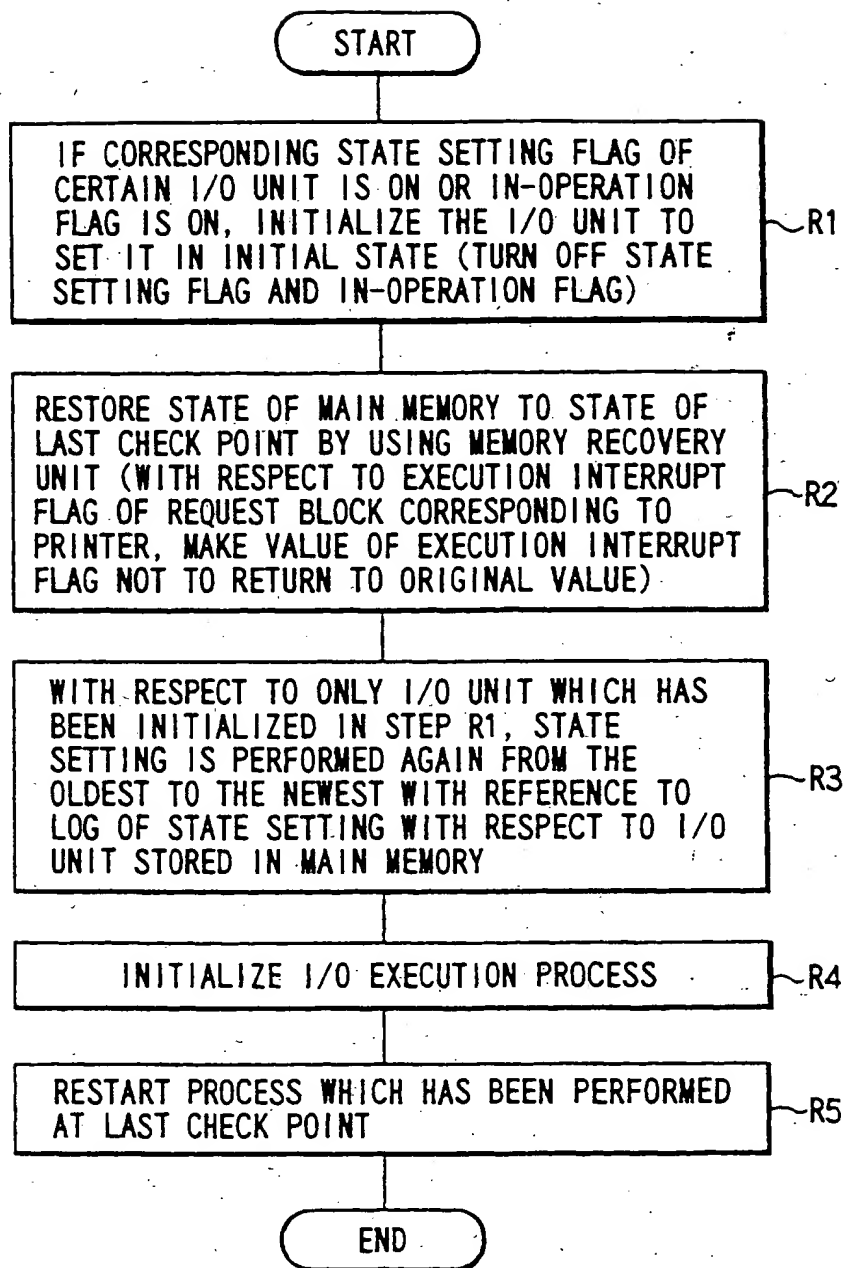 START
IF CORRESPONDING STATE SETTING FLAG OF
CERTAIN I/O UNIT IS ON OR IN-OPERATION
FLAG IS ON, INITIALIZE THE I/O UNIT TO
SET IT IN INITIAL STATE (TURN OFF STATE
SETTING FLAG AND IN-OPERATION FLAG)
R1
RESTORE STATE OF MAIN MEMORY TO STATE OF
LAST CHECK POINT BY USING MEMORY RECOVERY
UNIT (WITH RESPECT TO EXECUTION INTERRUPT
FLAG OF REQUEST BLOCK CORRESPONDING TO
PRINTER, MAKE VALUE OF EXECUTION INTERRUPT
FLAG NOT TO RETURN TO ORIGINAL VALUE)
R2
WITH RESPECT TO ONLY I/O UNIT WHICH HAS
BEEN INITIALIZED IN STEP R1, STATE
SETTING IS PERFORMED AGAIN FROM THE
OLDEST TO THE NEWEST WITH REFERENCE TO
LOG OF STATE SETTING WITH RESPECT TO I/O
UNIT STORED IN MAIN MEMORY
R3
INITIALIZE I/O EXECUTION PROCESS
R4
RESTART PROCESS WHICH HAS BEEN PERFORMED
AT LAST CHECK POINT
R5
END